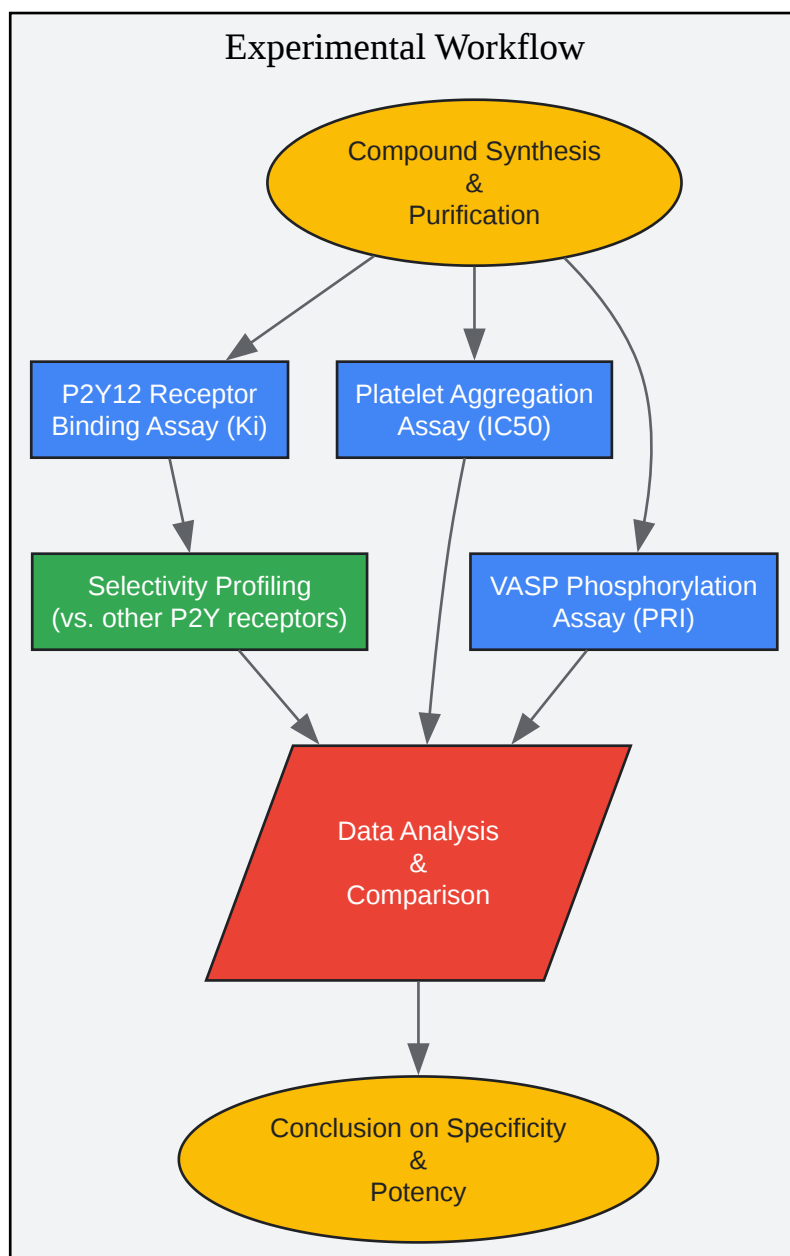 Experimental Workflow
Compound Synthesis
&
Purification
P2Y12 Receptor
Binding Assay (Ki)
Platelet Aggregation
Assay (IC50)
Selectivity Profiling
(vs. other P2Y receptors)
VASP Phosphorylation
Assay (PRI)
Data Analysis
&
Comparison
Conclusion on Specificity
&
Potency